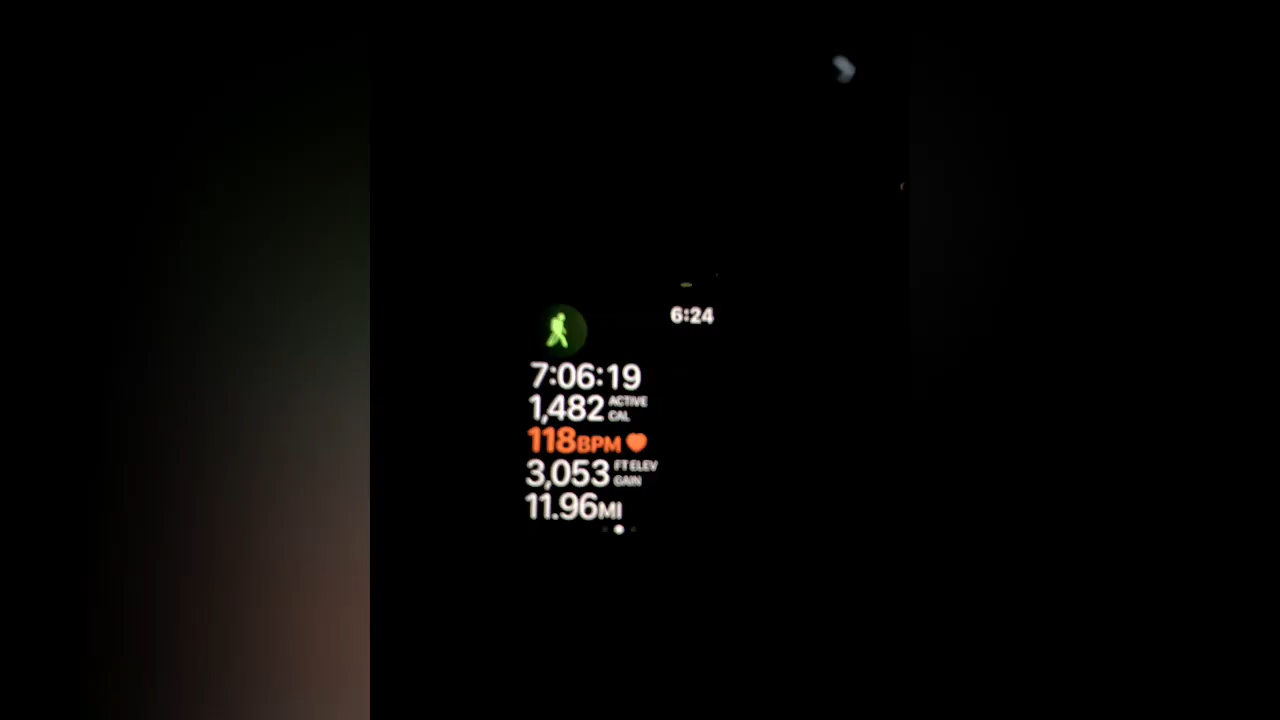 6:24
7:06:19
1,482 ACTIVE CAL
118BPM
3,053 FT ELEV GAIN
11.96MI